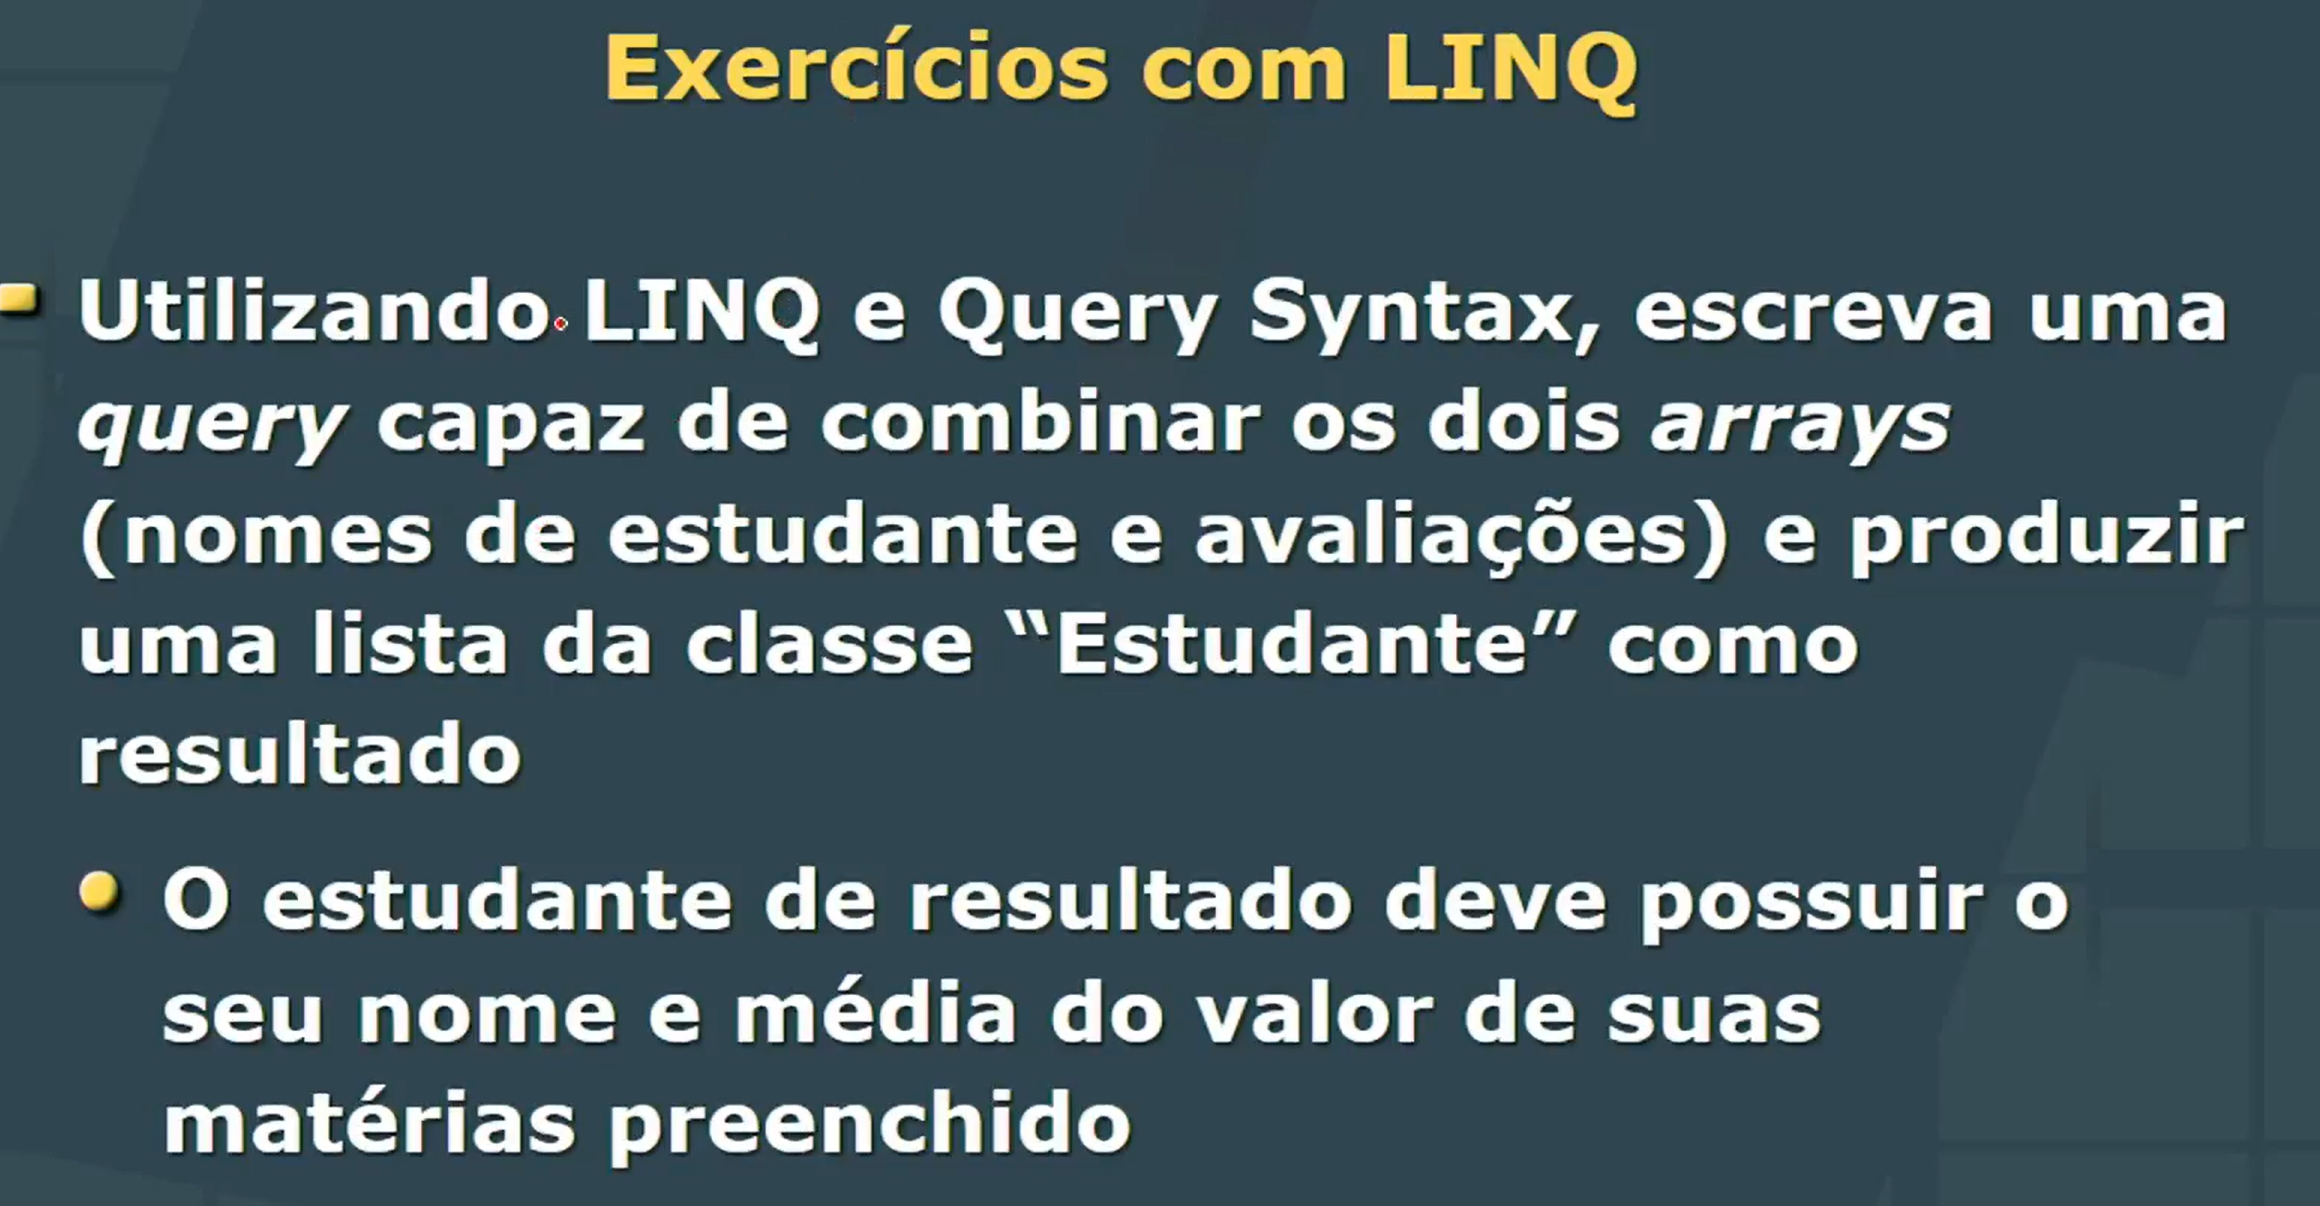 Exercícios com LINQ
Utilizando LINQ e Query Syntax, escreva uma
query capaz de combinar os dois arrays
(nomes de estudante e avaliações) e produzir
uma lista da classe “Estudante” como
resultado
O estudante de resultado deve possuir o
seu nome e média do valor de suas
matérias preenchido